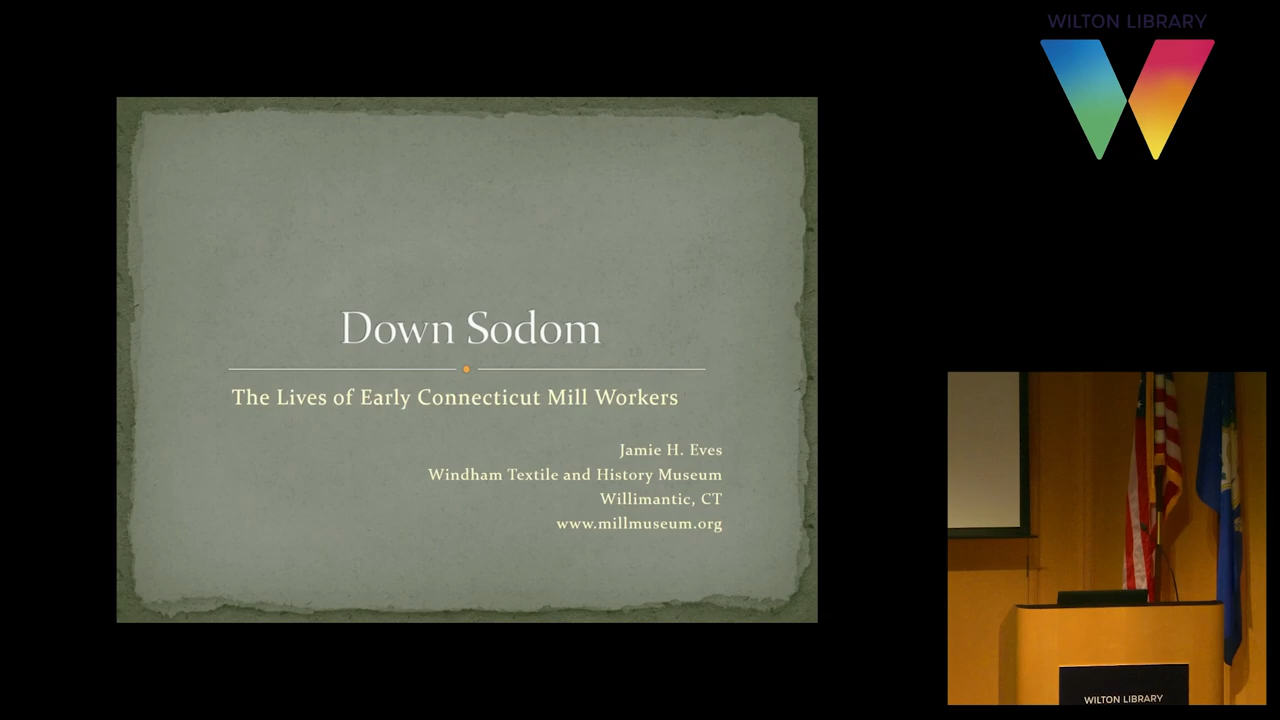 WILTON LIBRARY
Down Sodom
The Lives of Early Connecticut Mill Workers
Jamie H. Eves
Windham Textile and History Museum
Willimantic, CT
www.millmuseum.org
WILTON LIBRARY